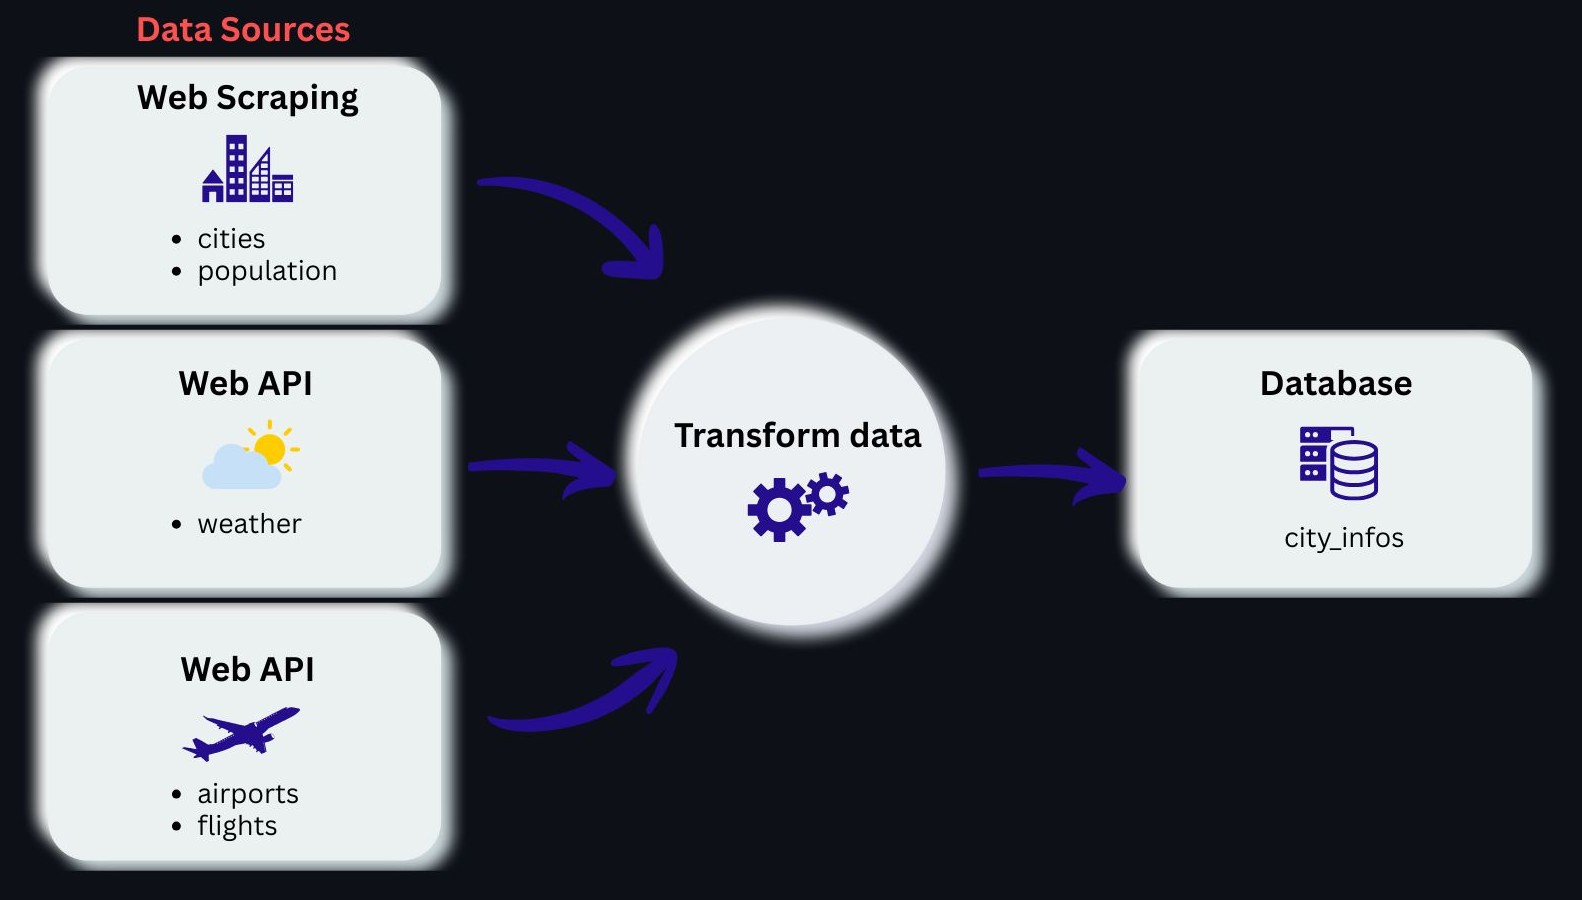 Data Sources
Web Scraping
• cities
• population
Web API
• weather
Web API
• airports
• flights
Transform data
Database
city_infos